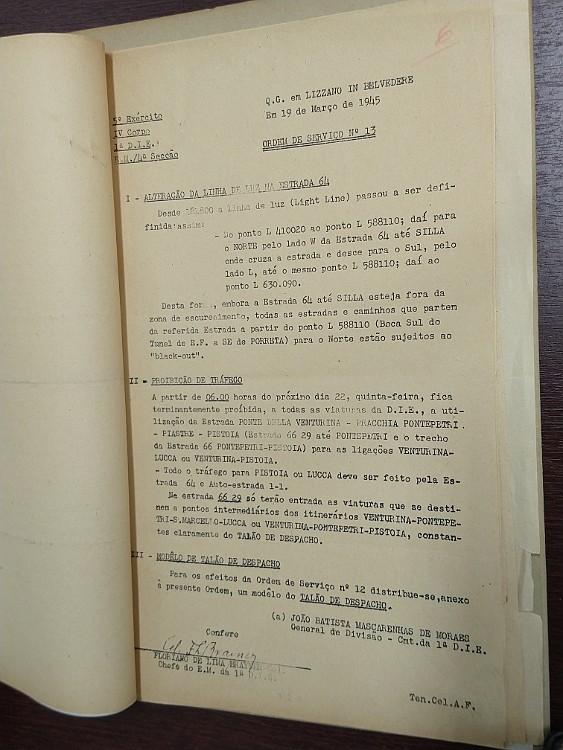 6
Q.G. em LIZZANO IN BELVEDERE
Em 19 de Março de 1945
5º Exército
IV Corpo
1ª D.I.E.
E.M./4ª Secção
ORDEM DE SERVIÇO Nº 13
I - ALTERAÇÃO DA LINHA DE LUZ NA ESTRADA 64
Desde a Linha de luz (Light Line) passou a ser defi-
finida assim:
- Do ponto L 410020 ao ponto L 588110; daí para
o NORTE pelo lado W da Estrada 64 até SILLA
onde cruza a estrada e desce para o Sul, pelo
lado L, até o mesmo ponto L 588110; daí ao
ponto L 630.090.
Desta forma, embora a Estrada 64 até SILLA esteja fora da
zona de escurecimento, todas as estradas e caminhos que partem
da referida Estrada a partir do ponto L 588110 (Boca Sul do
Tunel de E.F. a SE de PORRETA) para o Norte estão sujeitos ao
"black-out".
II - PROIBIÇÃO DE TRÁFEGO
A partir de 06.00 horas do próximo dia 22, quinta-feira, fica
terminantemente proibida, a todas as viaturas da D.I.E., a uti-
lização da Estrada PONTE DELLA VENTURINA - PRACCHIA PONTEPETRI.
- PIASTRE - PISTOIA (Estrada 66 29 até PONTEPETRI e o trecho
da Estrada 66 PONTEPETRI-PISTOIA) para as ligações VENTURINA-
LUCCA ou VENTURINA-PISTOIA.
- Todo o tráfego para PISTOIA ou LUCCA deve ser feito pela Es-
trada 64 e Auto-estrada 1-1.
Na estrada 66 29 só terão entrada as viaturas que se desti-
nem a pontos intermediários dos itinerários VENTURINA-PONTEPE-
TRI-S.MARCELLO-LUCCA ou VENTURINA-PONTEPETRI-PISTOIA, constan-
tes claramente do TALÃO DE DESPACHO.
III - MODÊLO DE TALÃO DE DESPACHO
Para os efeitos da Ordem de Serviço nº 12 distribue-se, anexo
à presente Ordem, um modêlo do TALÃO DE DESPACHO.
(a) JOÃO BATISTA MASCARENHAS DE MORAES
General de Divisão - Cmt.da 1ª D.I.E.
Confere
FLORIANO DE LIMA
Chefe do E.M. da 1ª D.I.E.
Ten.Cel.A.F.